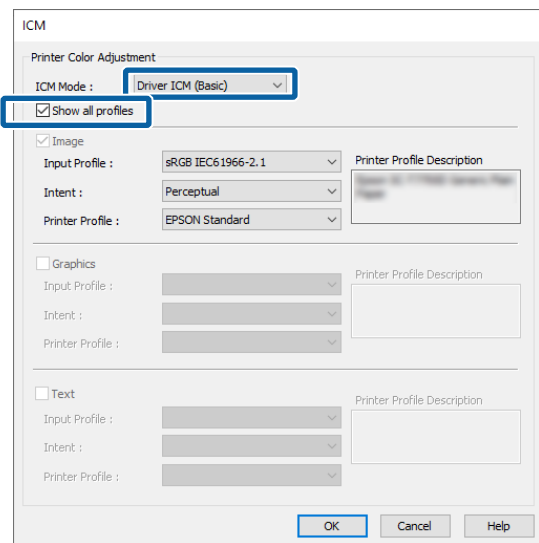 ICM
Printer Color Adjustment
ICM Mode : Driver ICM (Basic)
Show all profiles
Image
Input Profile : sRGB IEC61966-2.1 Printer Profile Description
Intent : Perceptual
Printer Profile : EPSON Standard
Graphics
Input Profile : Printer Profile Description
Intent :
Printer Profile :
Text
Input Profile : Printer Profile Description
Intent :
Printer Profile :
OK Cancel Help